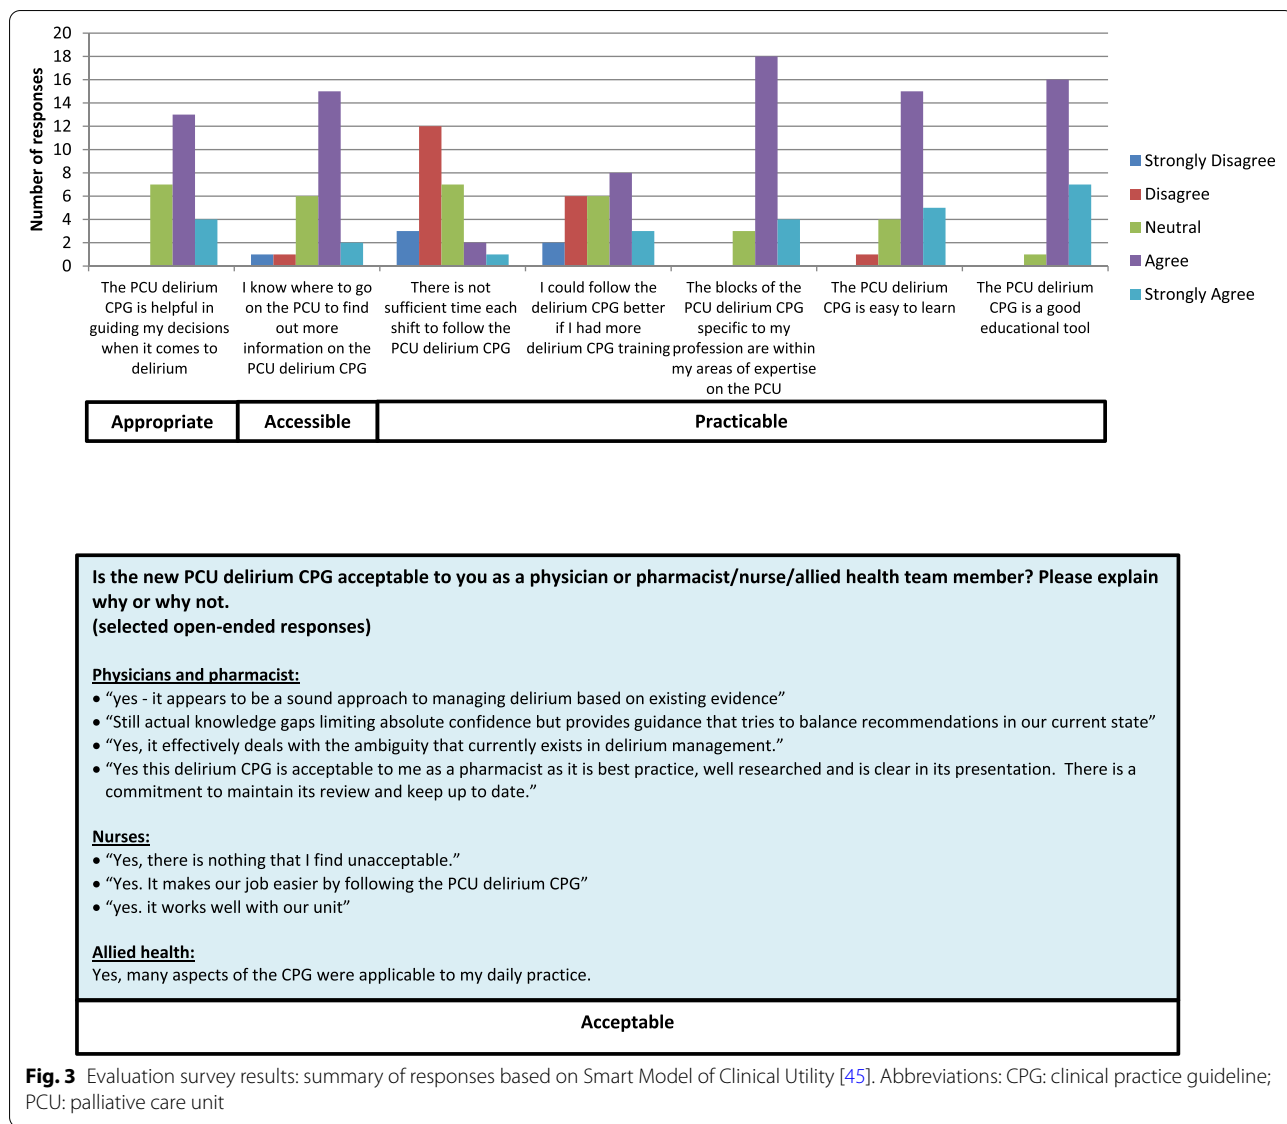 20
18
16
14
12
10
8
6
4
2
0
Number of responses
Strongly Disagree
Disagree
Neutral
Agree
Strongly Agree
The PCU delirium
CPG is helpful in
guiding my decisions
when it comes to
delirium
I know where to go
on the PCU to find
out more
information on the
PCU delirium CPG
There is not
sufficient time each
shift to follow the
PCU delirium CPG
I could follow the
delirium CPG better
if I had more
delirium CPG training
The blocks of the
PCU delirium CPG
specific to my
profession are within
my areas of expertise
on the PCU
The PCU delirium
CPG is easy to learn
The PCU delirium
CPG is a good
educational tool
Appropriate
Accessible
Practicable
Is the new PCU delirium CPG acceptable to you as a physician or pharmacist/nurse/allied health team member? Please explain
why or why not.
(selected open-ended responses)
Physicians and pharmacist:
• “yes - it appears to be a sound approach to managing delirium based on existing evidence”
• “Still actual knowledge gaps limiting absolute confidence but provides guidance that tries to balance recommendations in our current state”
• “Yes, it effectively deals with the ambiguity that currently exists in delirium management.”
• “Yes this delirium CPG is acceptable to me as a pharmacist as it is best practice, well researched and is clear in its presentation.  There is a
commitment to maintain its review and keep up to date.”
Nurses:
• “Yes, there is nothing that I find unacceptable.”
• “Yes. It makes our job easier by following the PCU delirium CPG”
• “yes. it works well with our unit”
Allied health:
Yes, many aspects of the CPG were applicable to my daily practice.
Acceptable
Fig. 3 Evaluation survey results: summary of responses based on Smart Model of Clinical Utility [45]. Abbreviations: CPG: clinical practice guideline;
PCU: palliative care unit